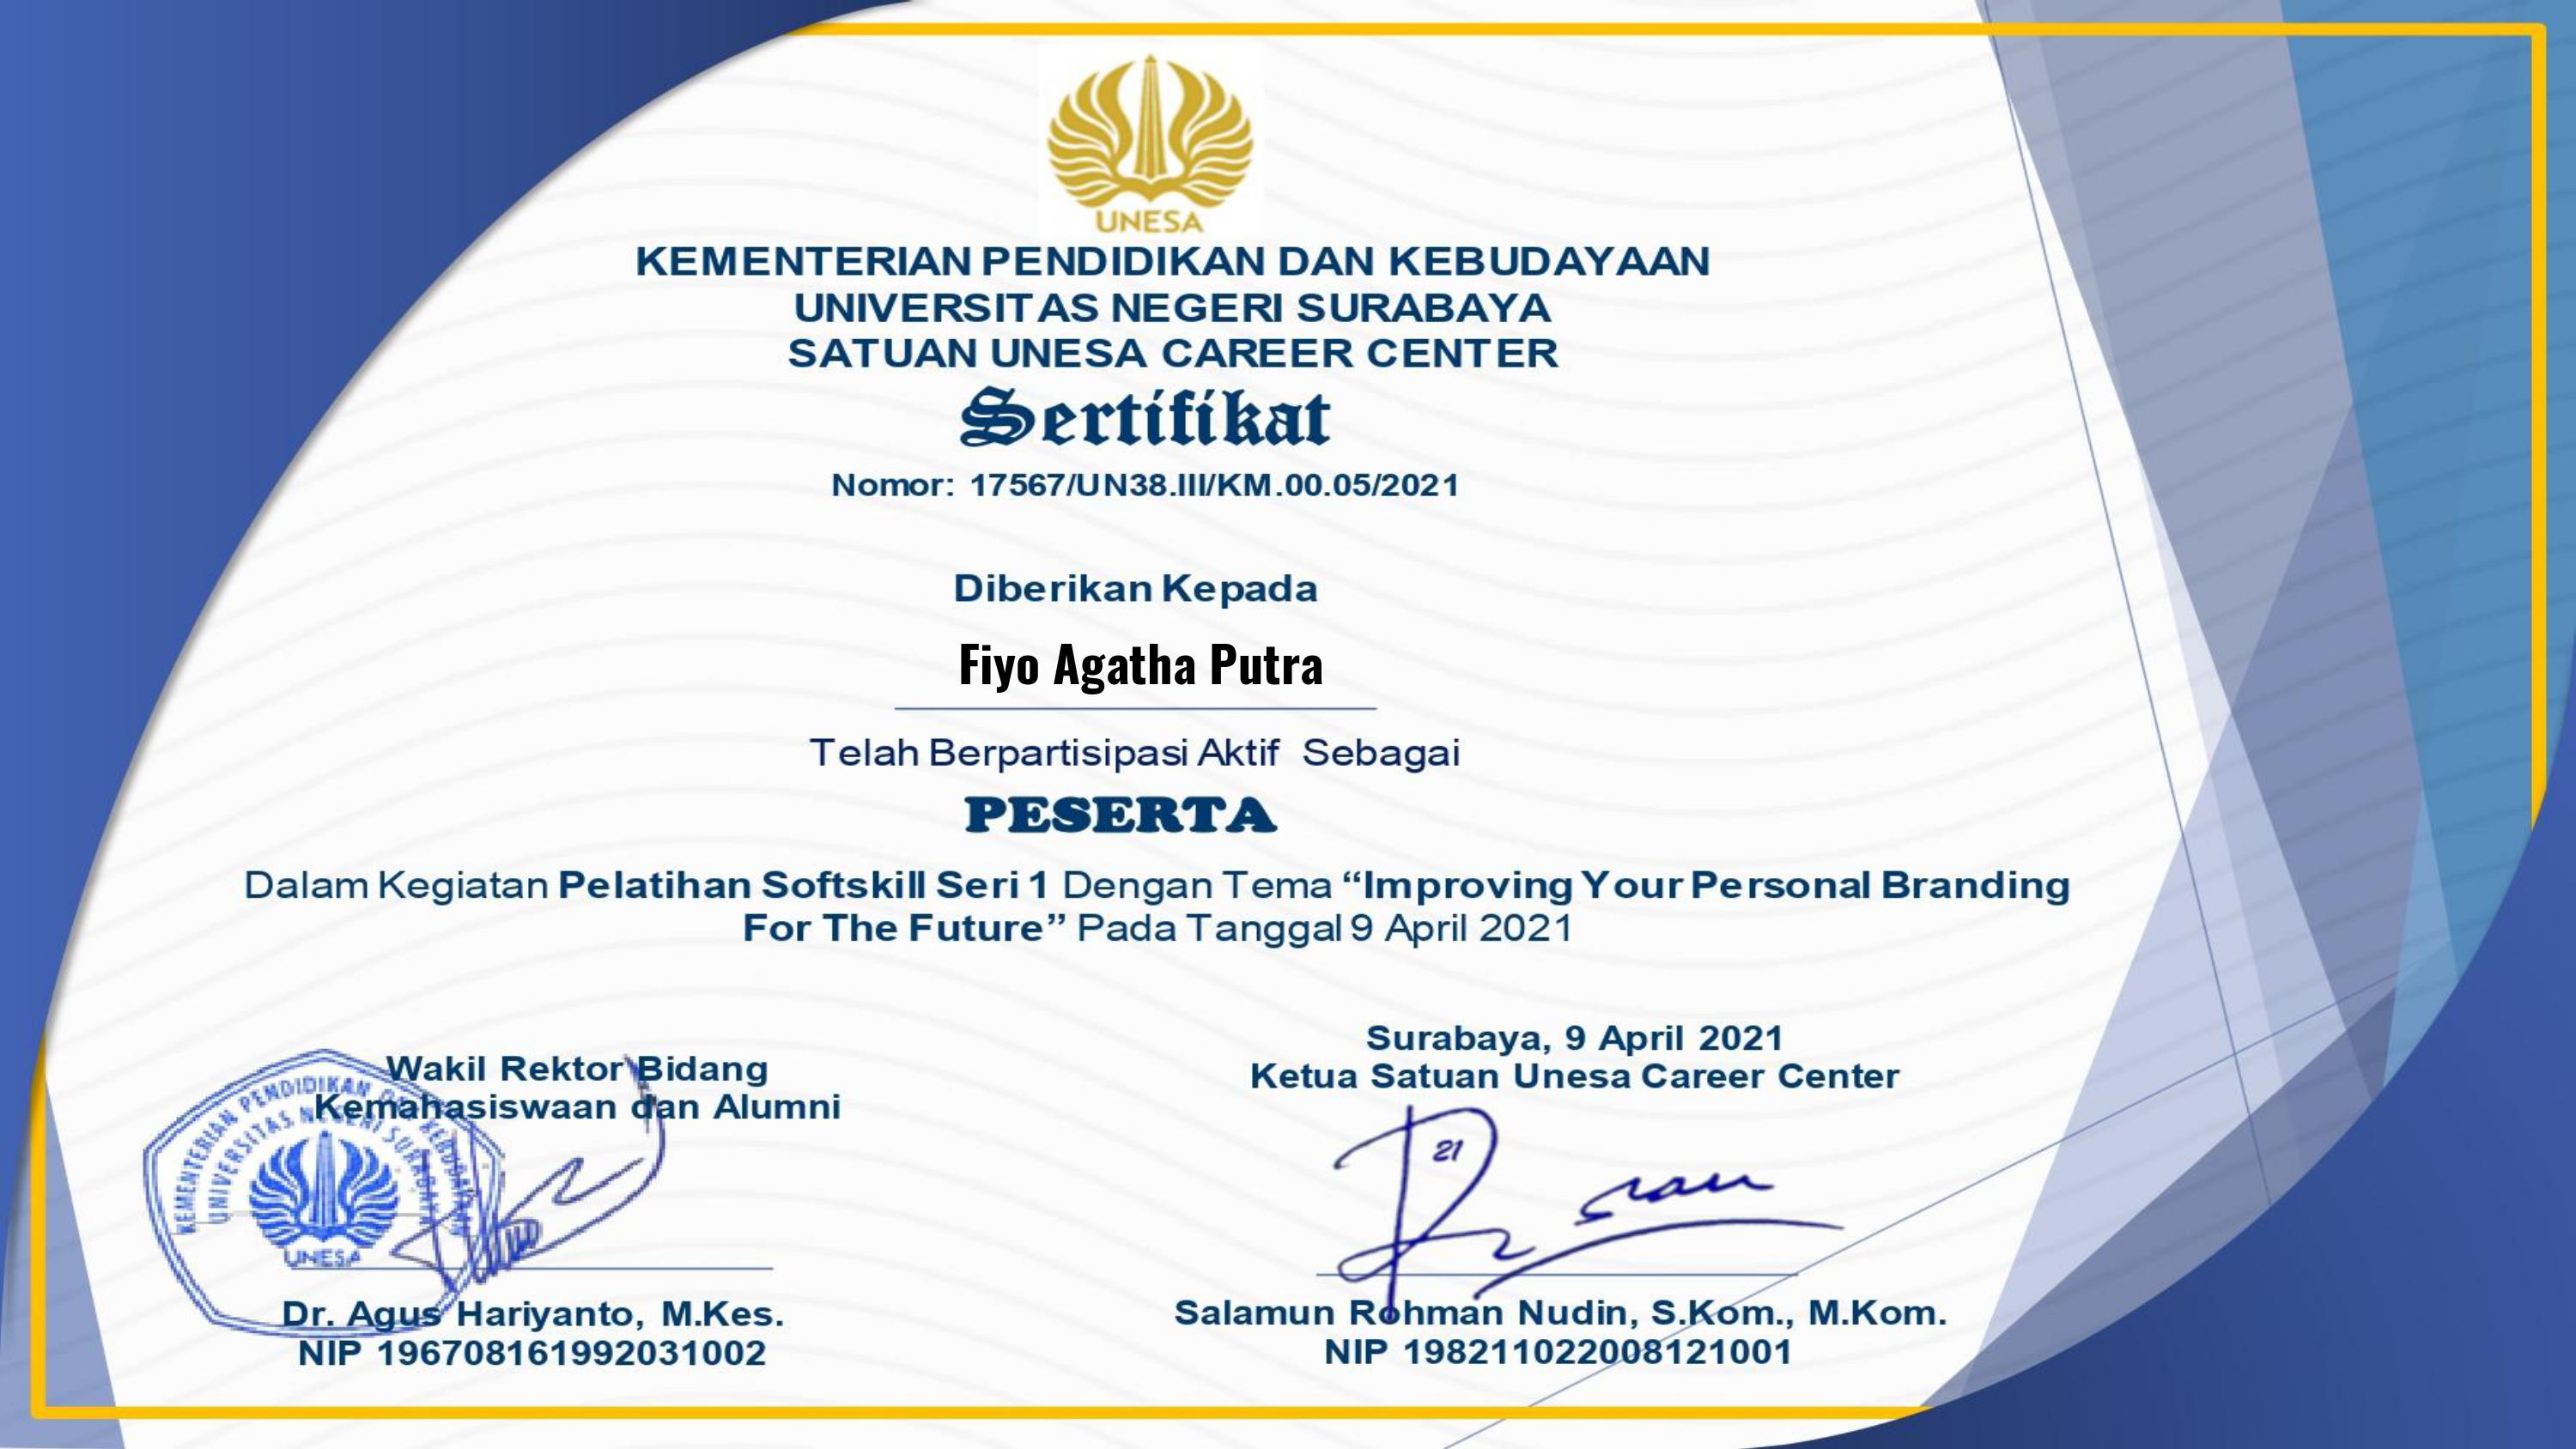 UNESA
KEMENTERIAN PENDIDIKAN DAN KEBUDAYAAN
UNIVERSITAS NEGERI SURABAYA
SATUAN UNESA CAREER CENTER
Sertifikat
Nomor: 17567/UN38.III/KM.00.05/2021
Diberikan Kepada
Fiyo Agatha Putra
Telah Berpartisipasi Aktif Sebagai
PESERTA
Dalam Kegiatan Pelatihan Softskill Seri 1 Dengan Tema “Improving Your Personal Branding
For The Future” Pada Tanggal 9 April 2021
Wakil Rektor Bidang
Kemahasiswaan dan Alumni
KEMENTERIAN PENDIDIKAN DAN KEBUDAYAAN
UNIVERSITAS NEGERI SURABAYA
UNESA
Dr. Agus Hariyanto, M.Kes.
NIP 196708161992031002
Surabaya, 9 April 2021
Ketua Satuan Unesa Career Center
21
Salamun Rohman Nudin, S.Kom., M.Kom.
NIP 198211022008121001